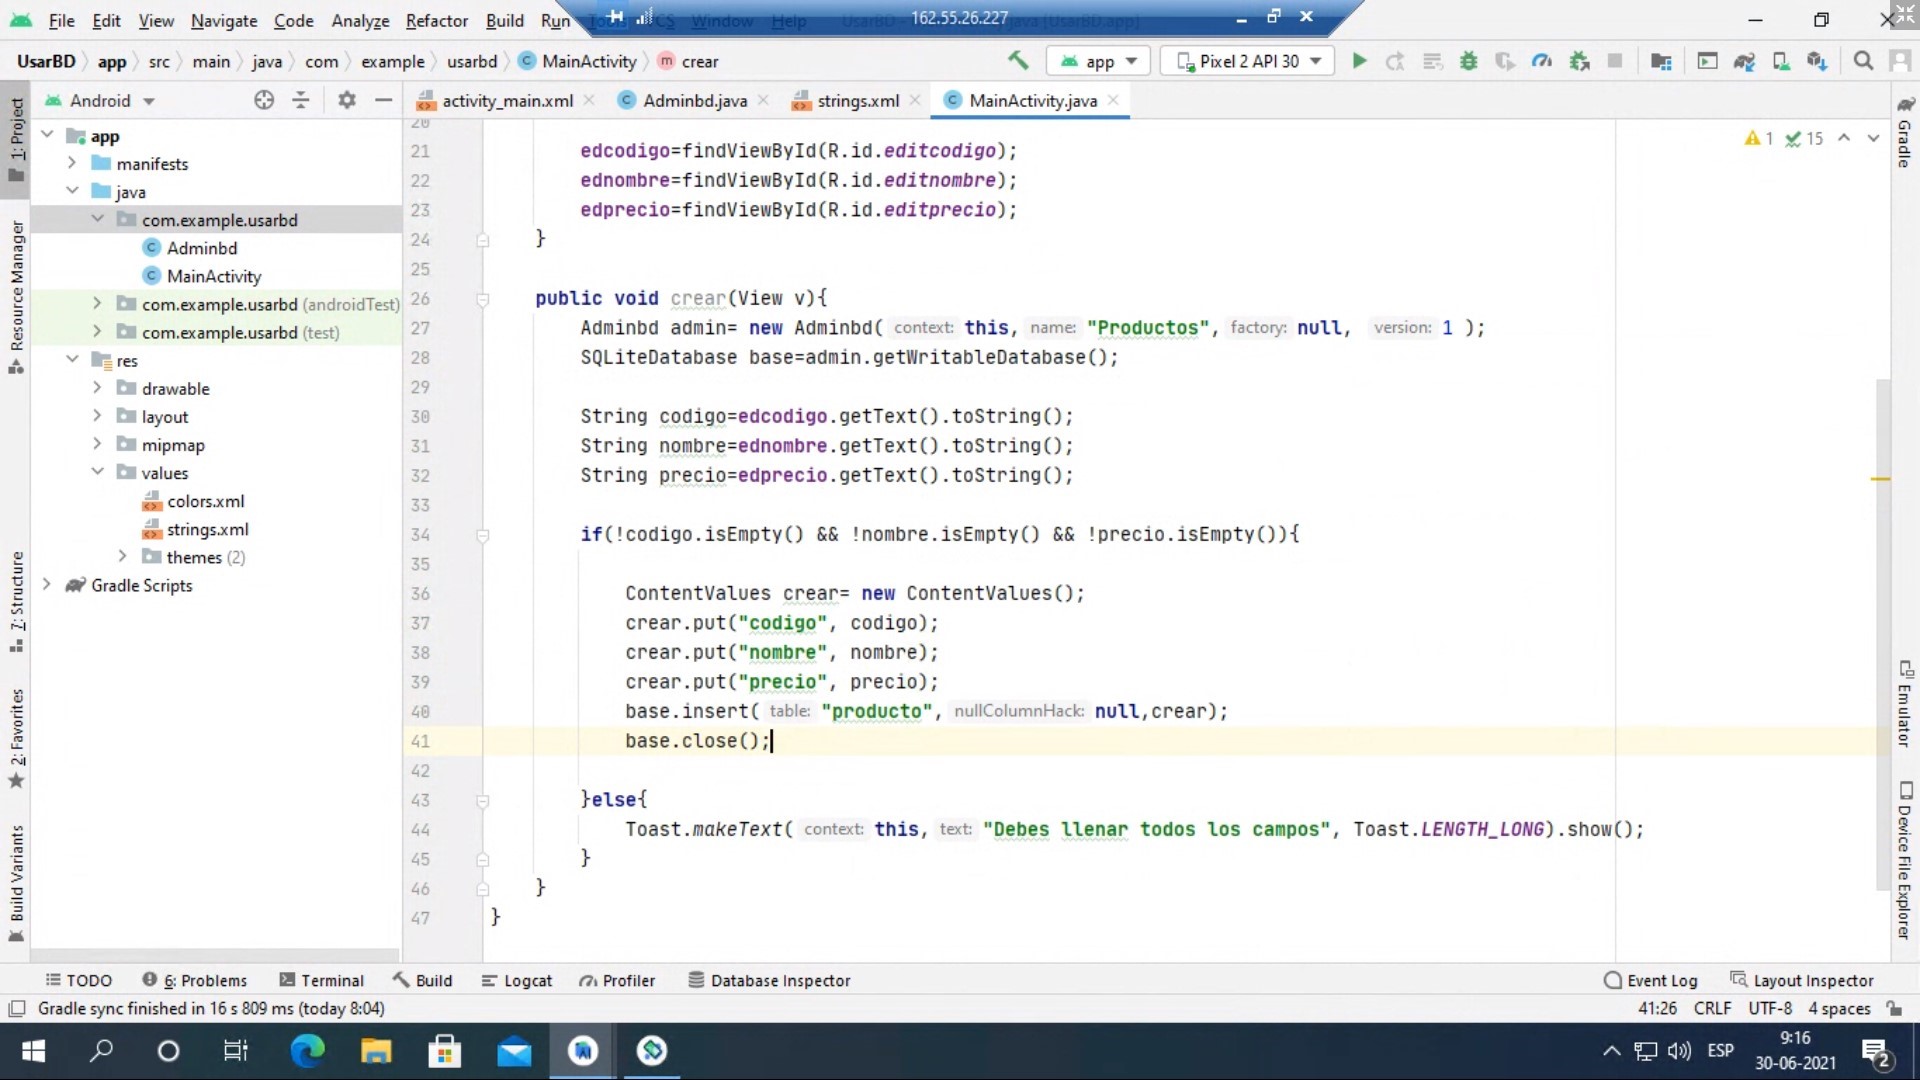 File Edit View Navigate Code Analyze Refactor Build Run Tools VCS Window Help
162.55.26.227
UsarBD app src main java com example usarbd MainActivity crear
app Pixel 2 API 30
Android
activity_main.xml Adminbd.java strings.xml MainActivity.java
1: Project
Resource Manager
7: Structure
2: Favorites
Build Variants
app
manifests
java
com.example.usarbd
Adminbd
MainActivity
com.example.usarbd (androidTest)
com.example.usarbd (test)
res
drawable
layout
mipmap
values
colors.xml
strings.xml
themes (2)
Gradle Scripts
1 15
20
21 edcodigo=findViewById(R.id.editcodigo);
22 ednombre=findViewById(R.id.editnombre);
23 edprecio=findViewById(R.id.editprecio);
24 }
25
26 public void crear(View v){
27 Adminbd admin= new Adminbd( context: this, name: "Productos", factory: null, version: 1 );
28 SQLiteDatabase base=admin.getWritableDatabase();
29
30 String codigo=edcodigo.getText().toString();
31 String nombre=ednombre.getText().toString();
32 String precio=edprecio.getText().toString();
33
34 if(!codigo.isEmpty() && !nombre.isEmpty() && !precio.isEmpty()){
35
36 ContentValues crear= new ContentValues();
37 crear.put("codigo", codigo);
38 crear.put("nombre", nombre);
39 crear.put("precio", precio);
40 base.insert( table: "producto", nullColumnHack: null,crear);
41 base.close();
42
43 }else{
44 Toast.makeText( context: this, text: "Debes llenar todos los campos", Toast.LENGTH_LONG).show();
45 }
46 }
47 }
Gradle
Emulator
Device File Explorer
TODO 6: Problems Terminal Build Logcat Profiler Database Inspector Event Log Layout Inspector
Gradle sync finished in 16 s 809 ms (today 8:04) 41:26 CRLF UTF-8 4 spaces
ESP 9:16
30-06-2021
2